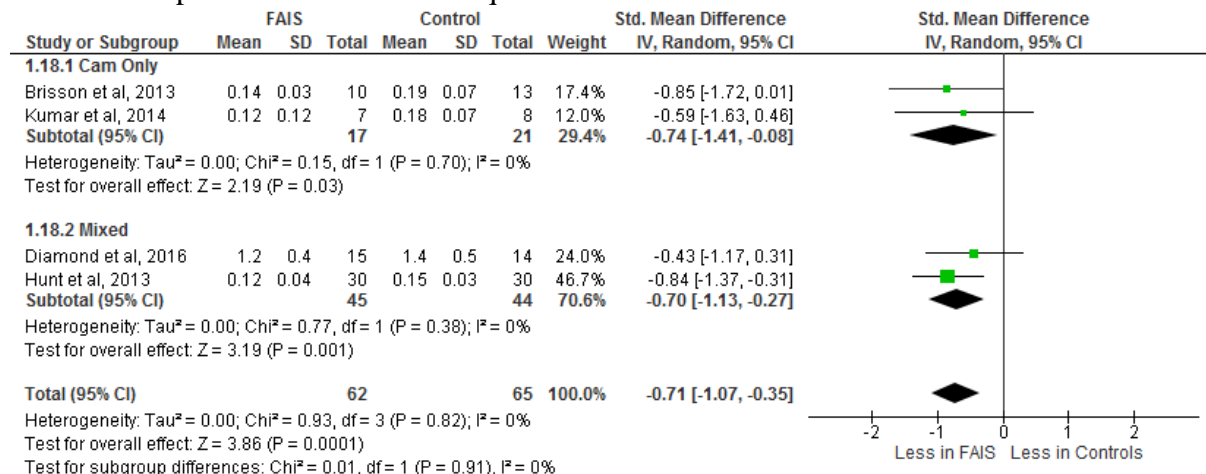 FAIS Control Std. Mean Difference Std. Mean Difference
Study or Subgroup Mean SD Total Mean SD Total Weight IV, Random, 95% CI IV, Random, 95% CI
1.18.1 Cam Only
Brisson et al, 2013 0.14 0.03 10 0.19 0.07 13 17.4% -0.85 [-1.72, 0.01]
Kumar et al, 2014 0.12 0.12 7 0.18 0.07 8 12.0% -0.59 [-1.63, 0.46]
Subtotal (95% CI) 17 21 29.4% -0.74 [-1.41, -0.08]
Heterogeneity: Tau² = 0.00; Chi² = 0.15, df = 1 (P = 0.70); I² = 0%
Test for overall effect: Z = 2.19 (P = 0.03)
1.18.2 Mixed
Diamond et al, 2016 1.2 0.4 15 1.4 0.5 14 24.0% -0.43 [-1.17, 0.31]
Hunt et al, 2013 0.12 0.04 30 0.15 0.03 30 46.7% -0.84 [-1.37, -0.31]
Subtotal (95% CI) 45 44 70.6% -0.70 [-1.13, -0.27]
Heterogeneity: Tau² = 0.00; Chi² = 0.77, df = 1 (P = 0.38); I² = 0%
Test for overall effect: Z = 3.19 (P = 0.001)
Total (95% CI) 62 65 100.0% -0.71 [-1.07, -0.35]
Heterogeneity: Tau² = 0.00; Chi² = 0.93, df = 3 (P = 0.82); I² = 0%
Test for overall effect: Z = 3.86 (P = 0.0001)
Test for subgroup differences: Chi² = 0.01, df = 1 (P = 0.91), I² = 0%
-2 -1 0 1 2
Less in FAIS Less in Controls